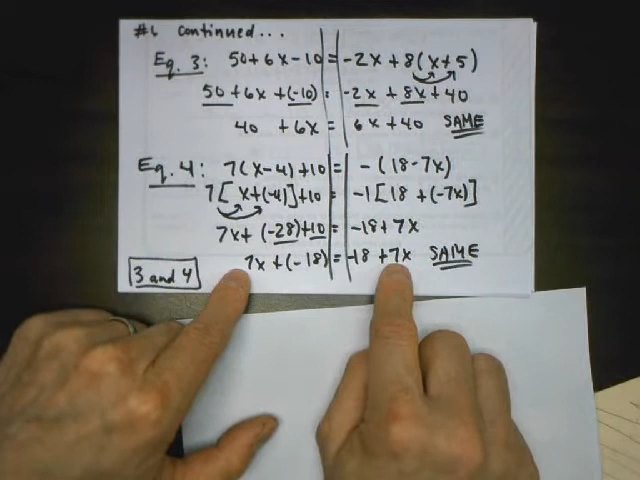 #6 continued...
Eq. 3: 50+6x-10 = -2x+8(x+5)
50+6x+(-10) = -2x+8x+40
40 +6x = 6x+40 SAME
Eq. 4: 7(x-4)+10 = -(18-7x)
7[x+(-4)]+10 = -1[18+(-7x)]
7x+(-28)+10 = -18+7x
7x+(-18) = -18+7x SAME
3 and 4